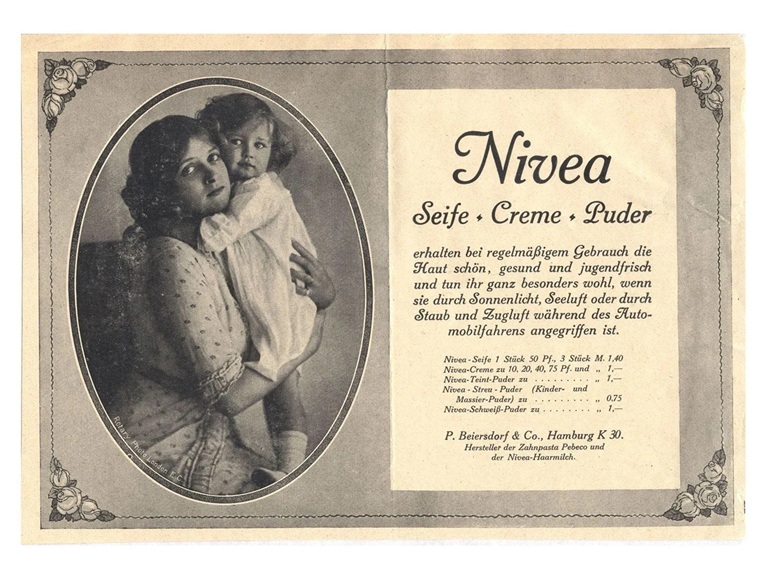 Nivea
Seife • Creme • Puder
erhalten bei regelmäßigem Gebrauch die
Haut schön, gesund und jugendfrisch
und tun ihr ganz besonders wohl, wenn
sie durch Sonnenlicht, Seeluft oder durch
Staub und Zugluft während des Auto-
mobilfahrens angegriffen ist.
Nivea-Seife 1 Stück 50 Pf., 3 Stück M. 1,40
Nivea-Creme zu 10, 20, 40, 75 Pf. und „ 1,—
Nivea-Teint-Puder zu . . . . . . . . . „ 1,—
Nivea-Streu-Puder (Kinder- und
Massier-Puder) zu . . . . . . . . . „ 0.75
Nivea-Schweiß-Puder zu . . . . . . . . „ 1,—
P. Beiersdorf & Co., Hamburg K 30.
Hersteller der Zahnpasta Pebeco und
der Nivea-Haarmilch.
Rotary Photo London E.C.